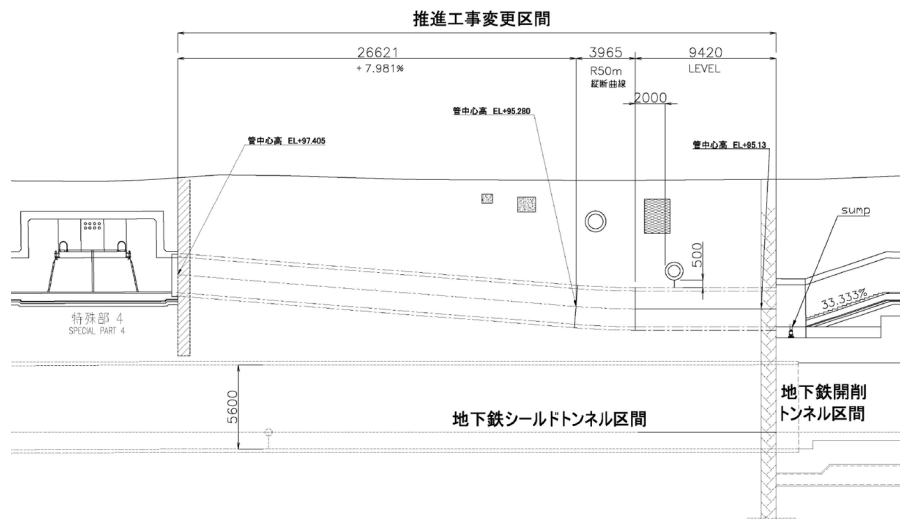 推進工事変更区間
26621
3965
9420
+ 7.981%
R50m
LEVEL
縦断曲線
2000
管中心高 EL+95.280
管中心高 EL+97.405
管中心高 EL+95.13
sump
500
33.333%
特殊部 4
SPECIAL PART 4
5600
地下鉄シールドトンネル区間
地下鉄開削
トンネル区間